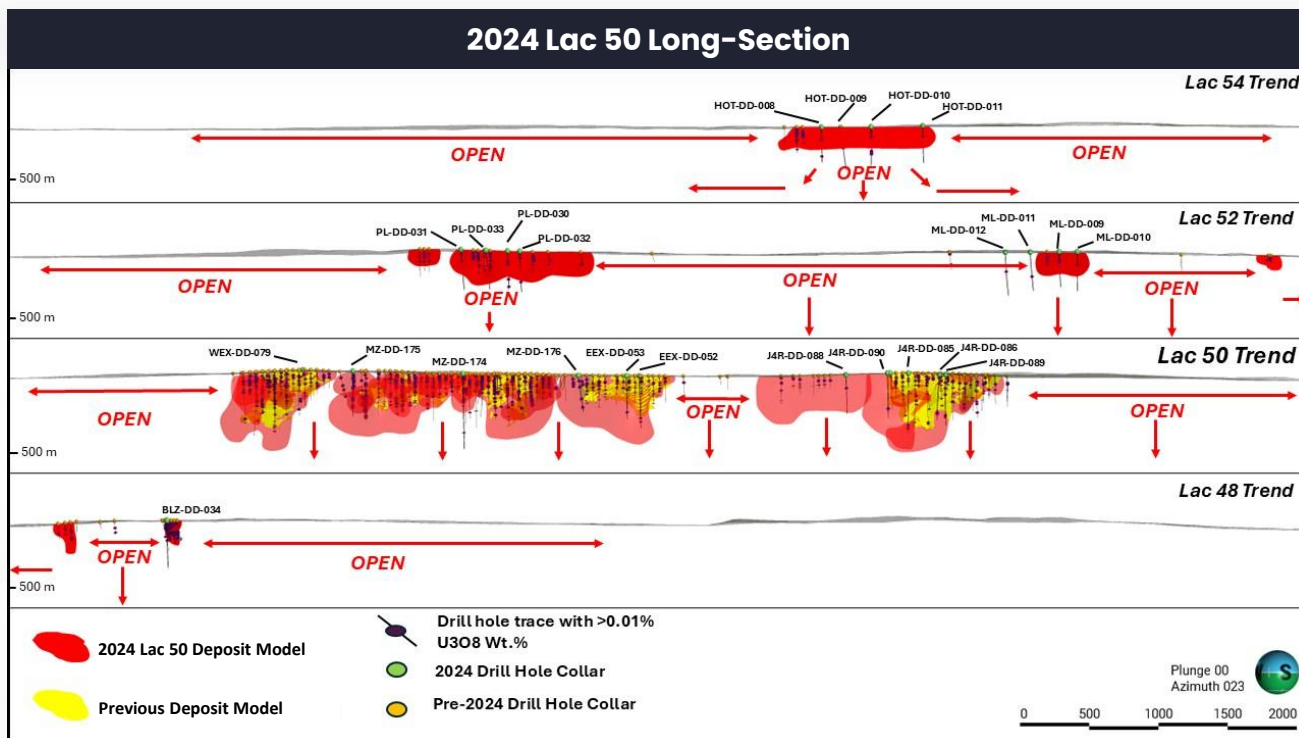 2024 Lac 50 Long-Section
Lac 54 Trend
HOT-DD-008
HOT-DD-009
HOT-DD-010
HOT-DD-011
OPEN
OPEN
OPEN
500 m
Lac 52 Trend
PL-DD-031
PL-DD-033
PL-DD-030
PL-DD-032
ML-DD-012
ML-DD-011
ML-DD-009
ML-DD-010
OPEN
OPEN
OPEN
OPEN
500 m
Lac 50 Trend
WEX-DD-079
MZ-DD-175
MZ-DD-174
MZ-DD-176
EEX-DD-053
EEX-DD-052
J4R-DD-088
J4R-DD-090
J4R-DD-085
J4R-DD-086
J4R-DD-089
OPEN
OPEN
OPEN
500 m
Lac 48 Trend
BLZ-DD-034
OPEN
OPEN
500 m
2024 Lac 50 Deposit Model
Previous Deposit Model
Drill hole trace with >0.01%
U3O8 Wt.%
2024 Drill Hole Collar
Pre-2024 Drill Hole Collar
Plunge 00
Azimuth 023
S
0 500 1000 1500 2000